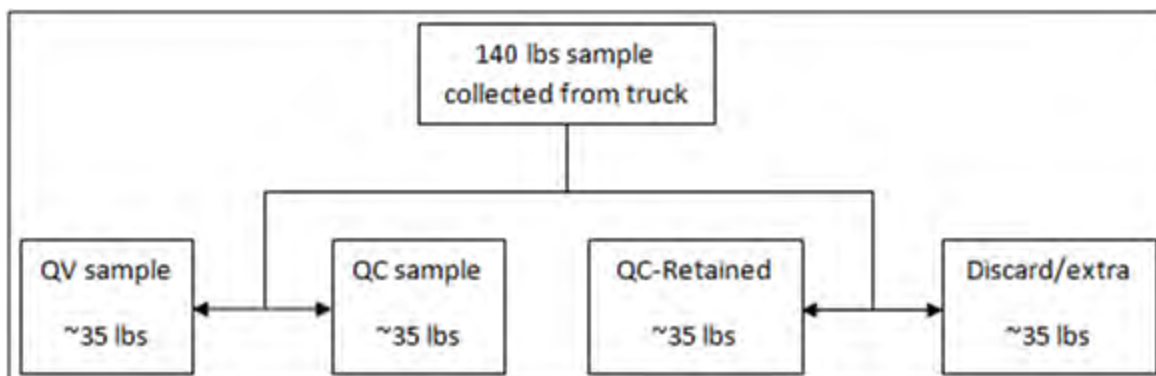 140 lbs sample
collected from truck
QV sample
~35 lbs
QC sample
~35 lbs
QC-Retained
~35 lbs
Discard/extra
~35 lbs